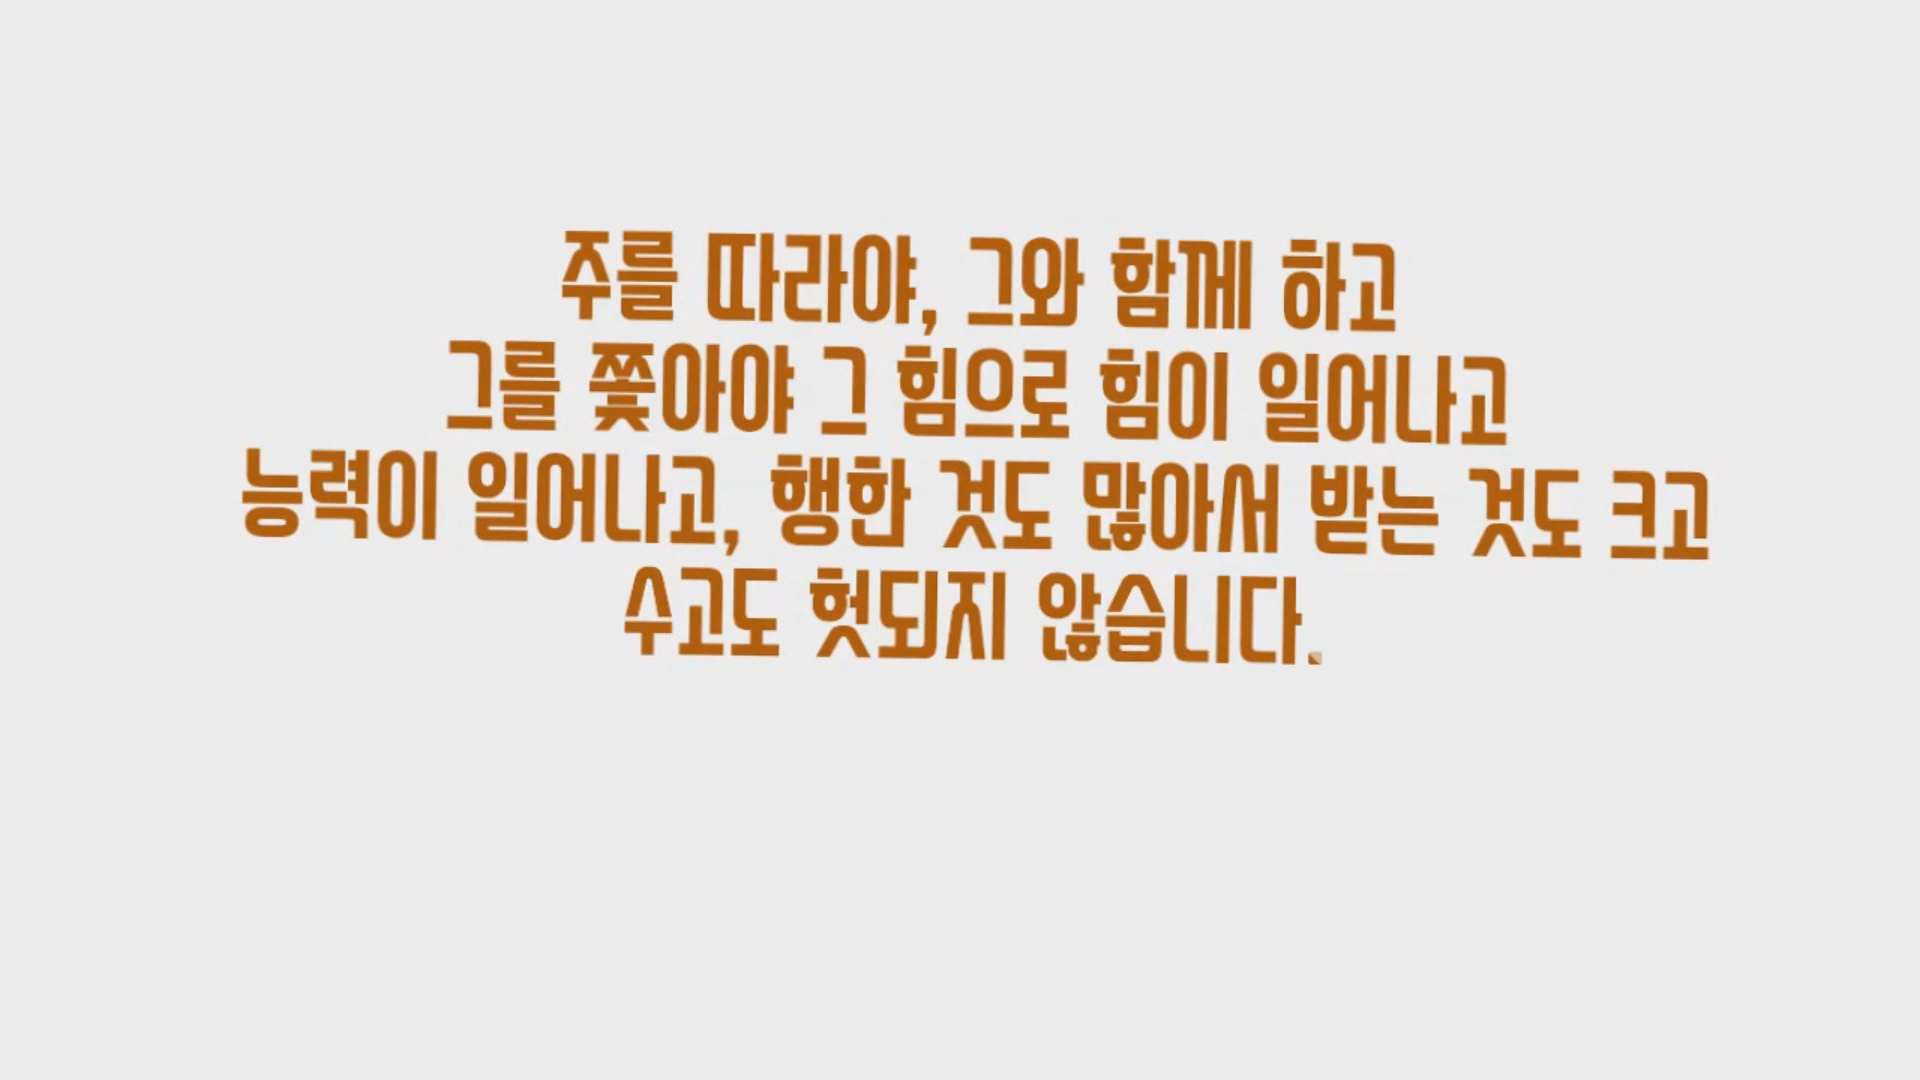 주를 따라야, 그와 함께 하고
그를 쫓아야 그 힘으로 힘이 일어나고
능력이 일어나고, 행한 것도 많아서 받는 것도 크고
수고도 헛되지 않습니다.